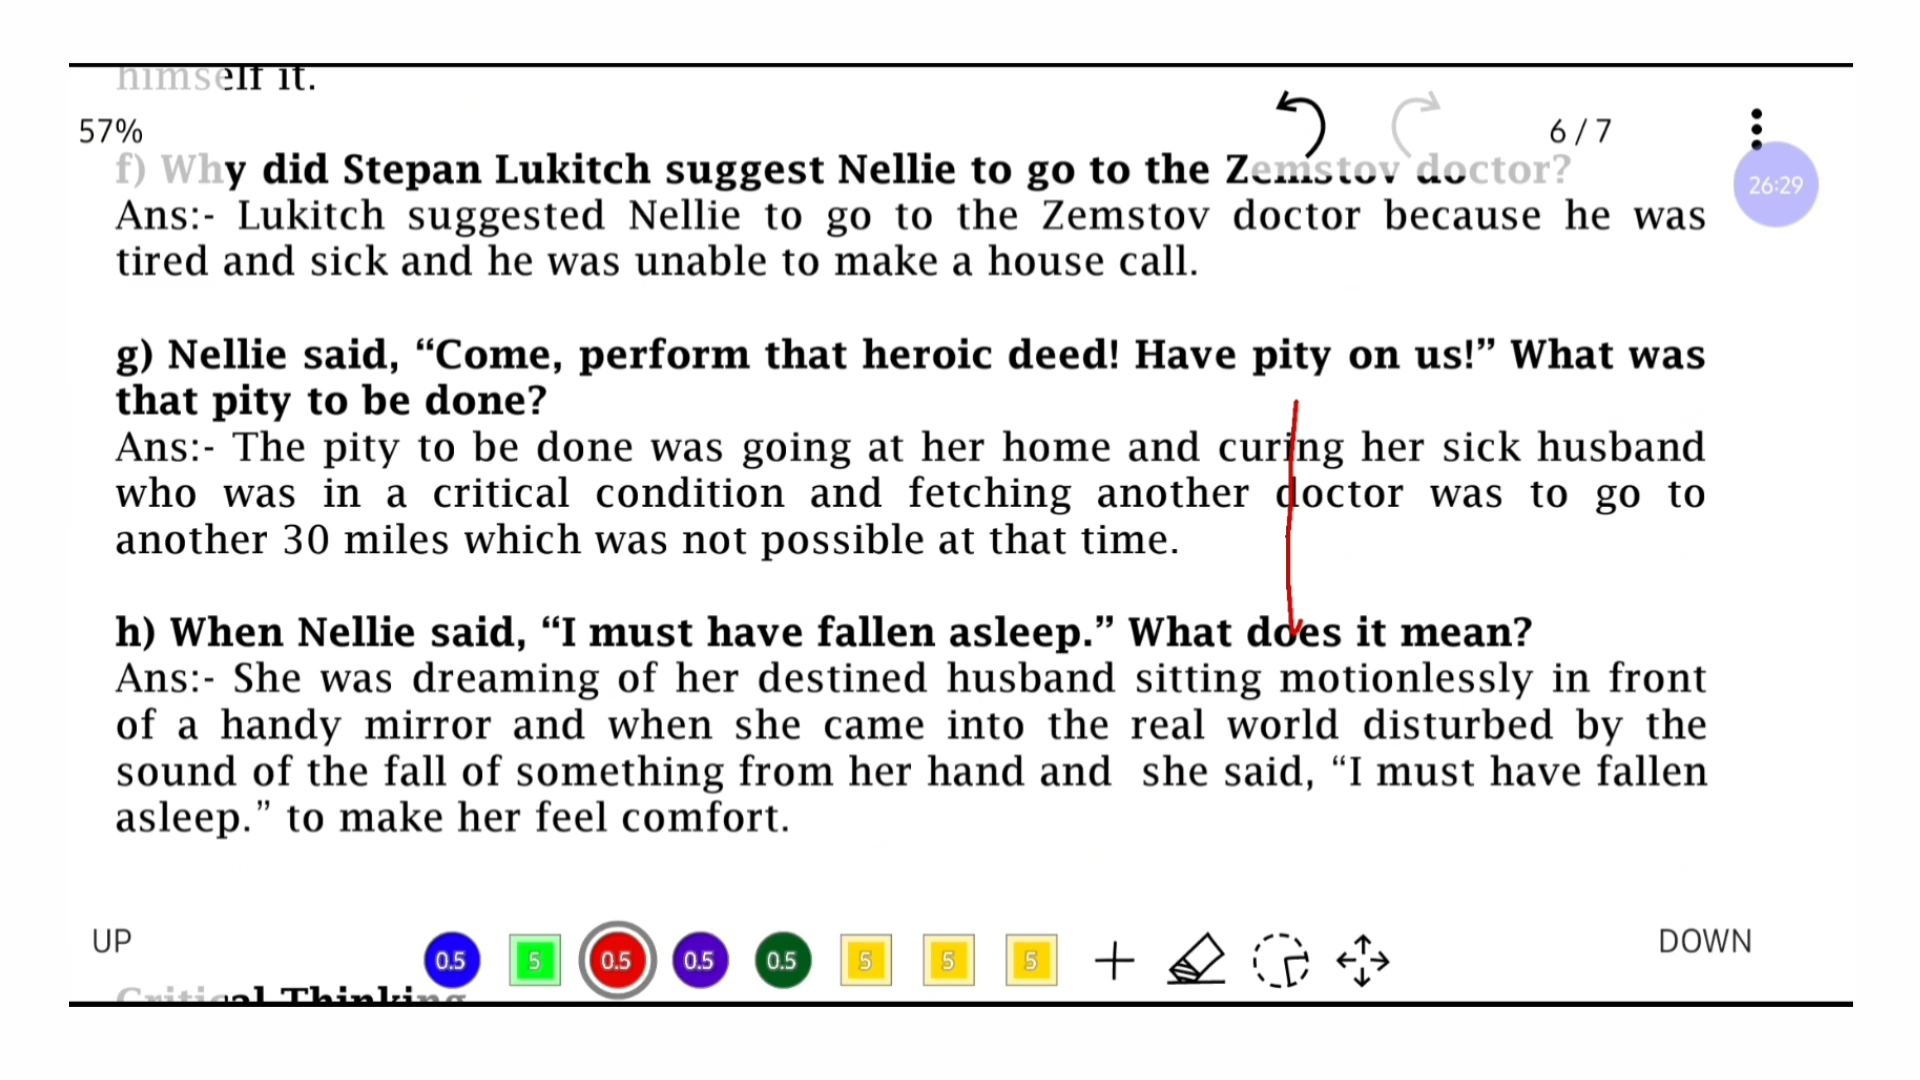 himself it.
57%
6 / 7
f) Why did Stepan Lukitch suggest Nellie to go to the Zemstov doctor?
26:29
Ans:- Lukitch suggested Nellie to go to the Zemstov doctor because he was
tired and sick and he was unable to make a house call.
g) Nellie said, “Come, perform that heroic deed! Have pity on us!” What was
that pity to be done?
Ans:- The pity to be done was going at her home and curing her sick husband
who was in a critical condition and fetching another doctor was to go to
another 30 miles which was not possible at that time.
h) When Nellie said, “I must have fallen asleep.” What does it mean?
Ans:- She was dreaming of her destined husband sitting motionlessly in front
of a handy mirror and when she came into the real world disturbed by the
sound of the fall of something from her hand and she said, “I must have fallen
asleep.” to make her feel comfort.
UP
0.5 5 0.5 0.5 0.5 5 5 5
DOWN
Critical Thinking